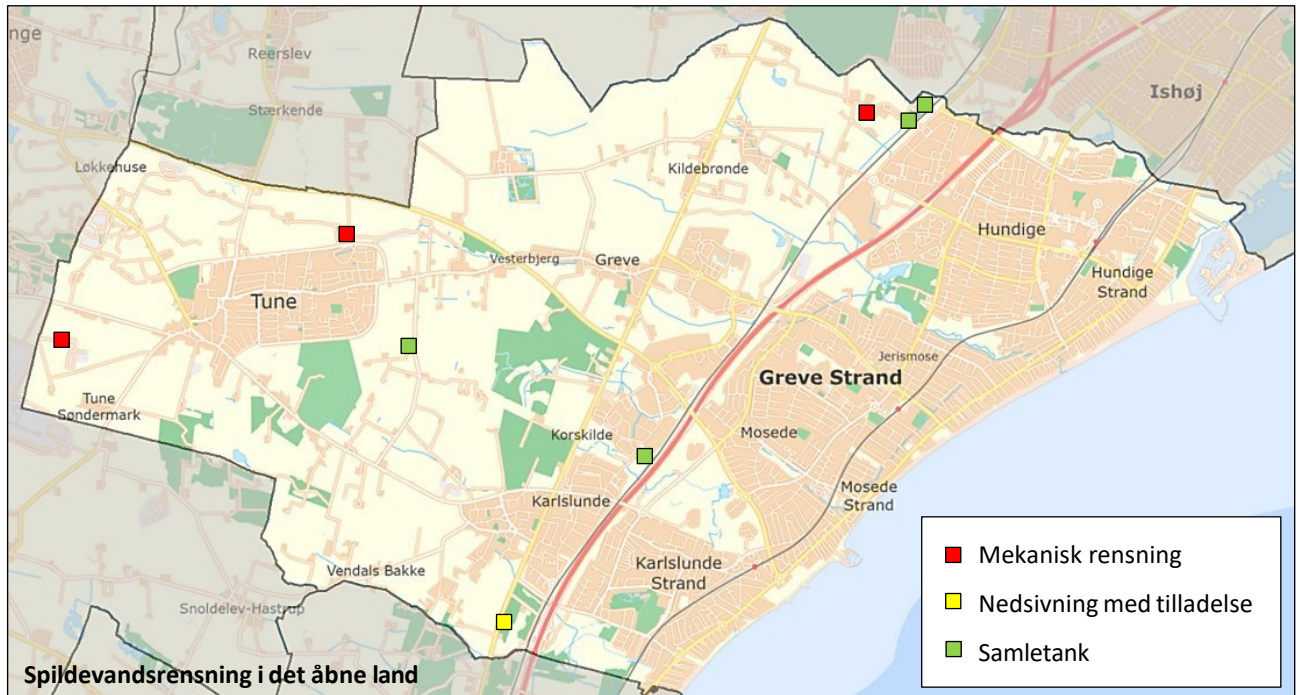 nge
Reerslev
Ishøj
Stærkende
Løkkehuse
Kildebrønde
Hundige
Vesterbjerg
Greve
Hundige
Strand
Tune
Jerismose
Greve Strand
Tune
Søndermark
Korskilde
Mosede
Mosede
Strand
Karlslunde
Karlslunde
Strand
Vendals Bakke
Snoldelev-Hastrup
Mekanisk rensning
Nedsivning med tilladelse
Samletank
Spildevandsrensning i det åbne land